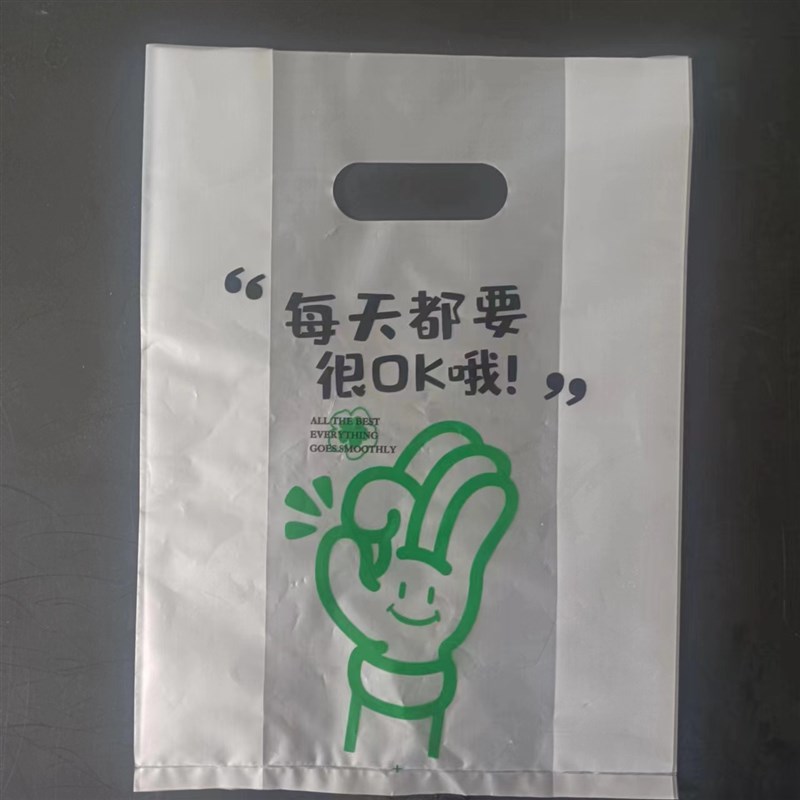 “每天都要
很OK哦！”
ALL THE BEST
EVERYTHING
GOES SMOOTHLY